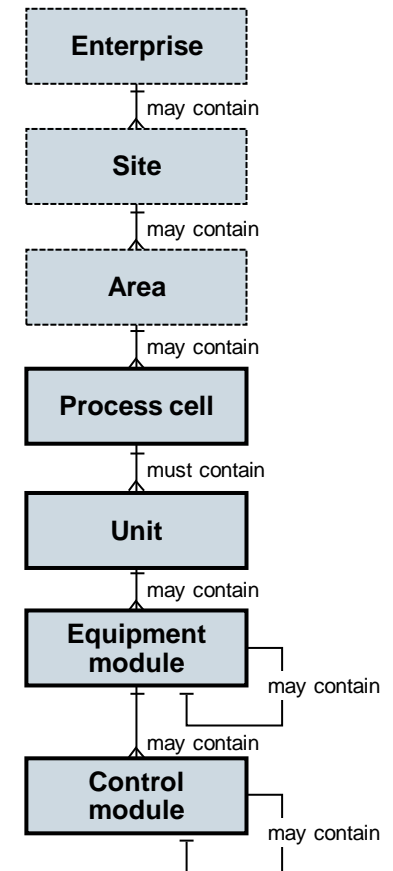 Enterprise
may contain
Site
may contain
Area
may contain
Process cell
must contain
Unit
may contain
Equipment
module
may contain
may contain
Control
module
may contain